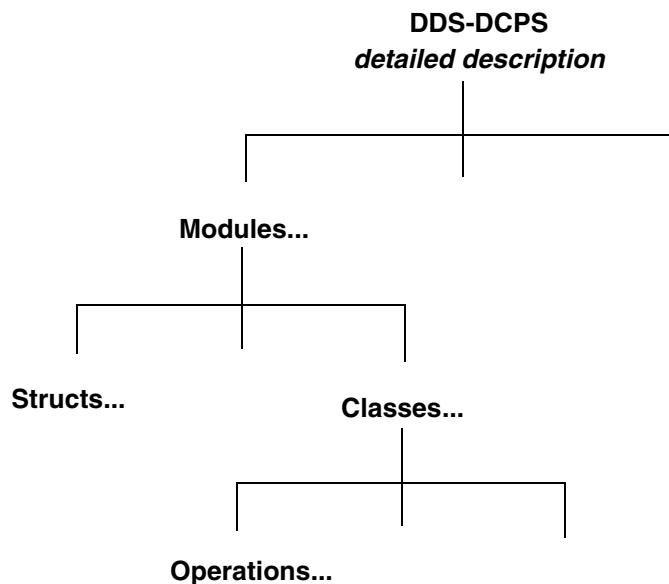 DDS-DCPS
detailed description
Modules...
Structs...
Classes...
Operations...